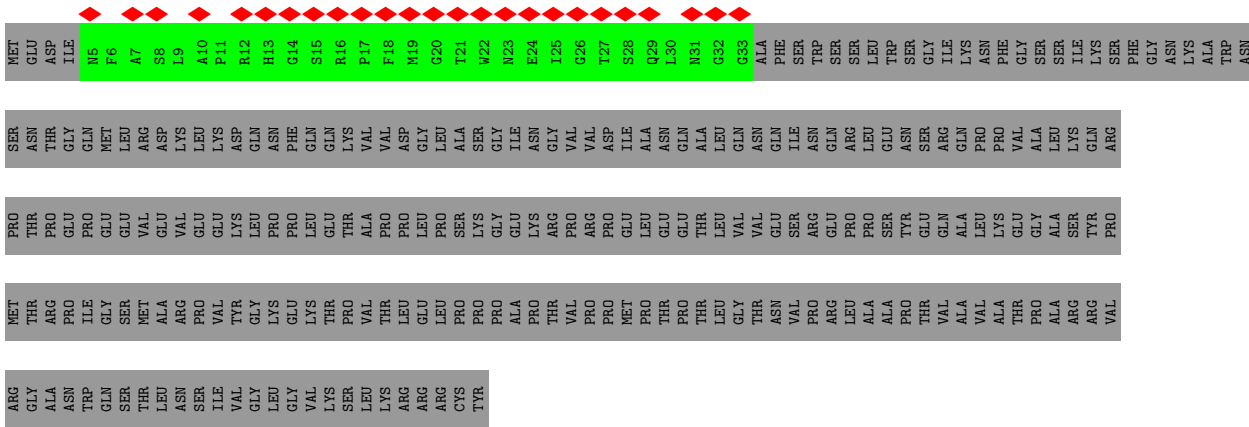 MET GLU ASP ILE N5 F6 A7 S8 L9 A10 P11 R12 H13 G14 S15 R16 P17 F18 M19 G20 T21 W22 N23 E24 I25 G26 T27 S28 Q29 L30 N31 G32 G33 ALA PHE SER TRP SER SER LEU TRP SER GLY ILE LYS ASN PHE GLY SER SER ILE LYS SER PHE GLY ASN LYS ALA TRP ASN
SER ASN THR GLY GLN MET LEU ARG ASP LYS LEU LYS ASP GLN ASN PHE GLN GLN LYS VAL VAL ASP GLY LEU ALA SER GLY ILE ASN GLY VAL VAL ASP ILE ALA ASN GLN ALA LEU GLN ASN GLN ILE ASN GLN ARG LEU GLU ASN SER ARG GLN PRO PRO VAL ALA LEU LYS GLN ARG
PRO THR PRO GLU PRO GLU GLU VAL GLU VAL GLU GLU LYS LEU PRO PRO LEU GLU THR ALA PRO PRO LEU PRO SER LYS GLY GLU LYS ARG PRO ARG PRO GLU LEU GLU GLU THR LEU VAL VAL GLU SER ARG GLU PRO PRO SER TYR GLU GLN ALA LEU LYS GLU GLY ALA SER TYR PRO
MET THR ARG PRO ILE GLY SER MET ALA ARG PRO VAL TYR GLY LYS GLU LYS THR PRO VAL THR LEU GLU LEU PRO PRO PRO ALA PRO THR VAL PRO PRO MET PRO THR PRO THR LEU GLY THR ASN VAL PRO ARG LEU ALA ALA PRO THR VAL ALA VAL ALA THR PRO ALA ARG ARG VAL
ARG GLY ALA ASN TRP GLN SER THR LEU ASN SER ILE VAL GLY LEU GLY VAL LYS SER LEU LYS ARG ARG ARG CYS TYR